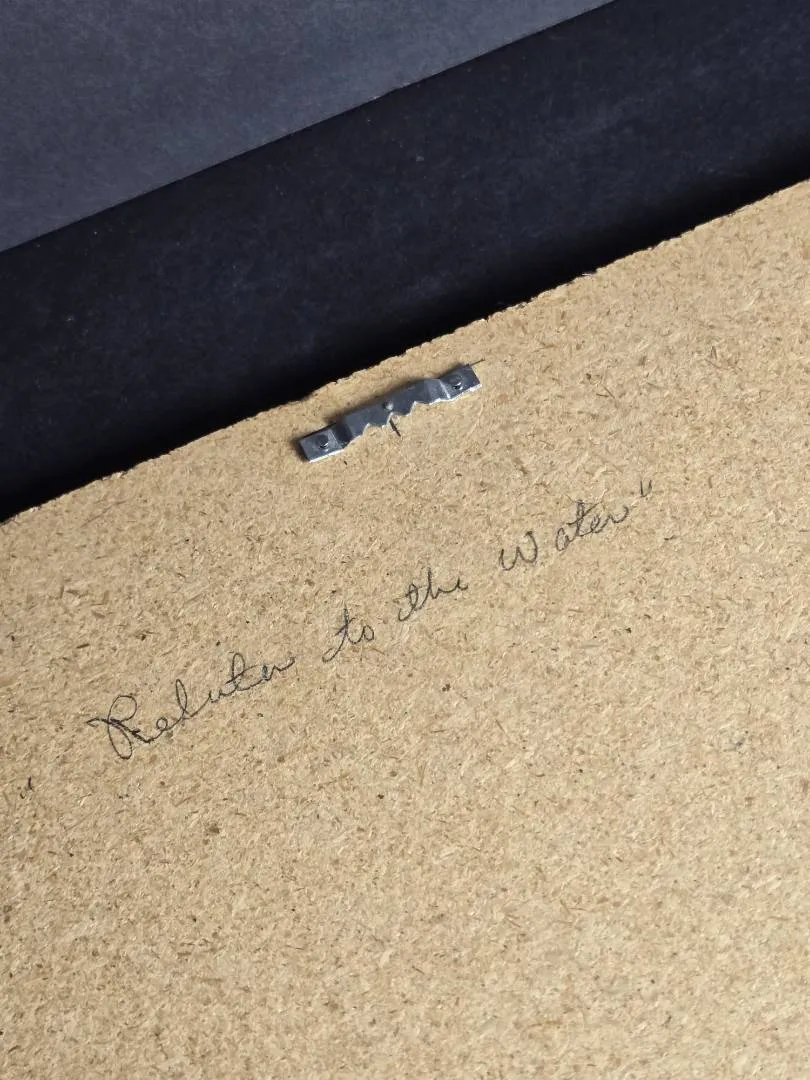 " to the Water"